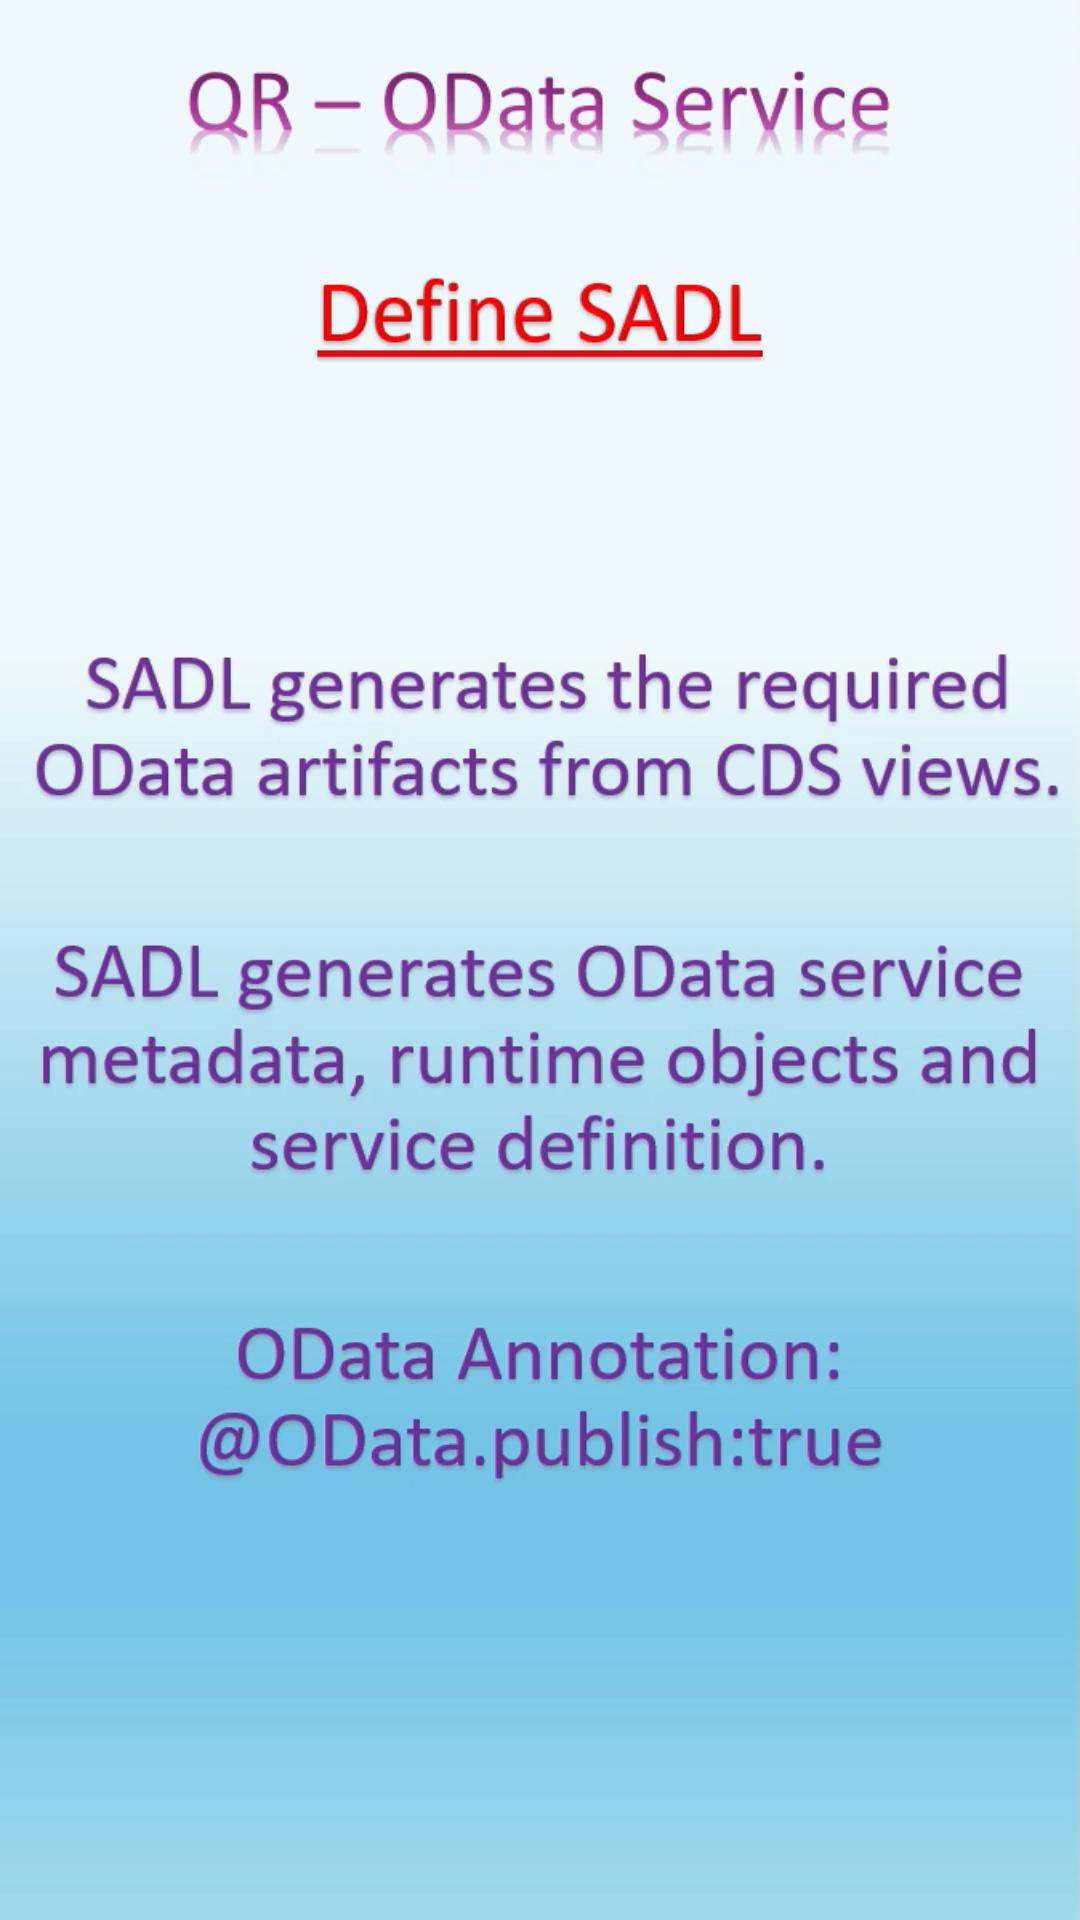 QR – OData Service
Define SADL
SADL generates the required
OData artifacts from CDS views.
SADL generates OData service
metadata, runtime objects and
service definition.
OData Annotation:
@OData.publish:true